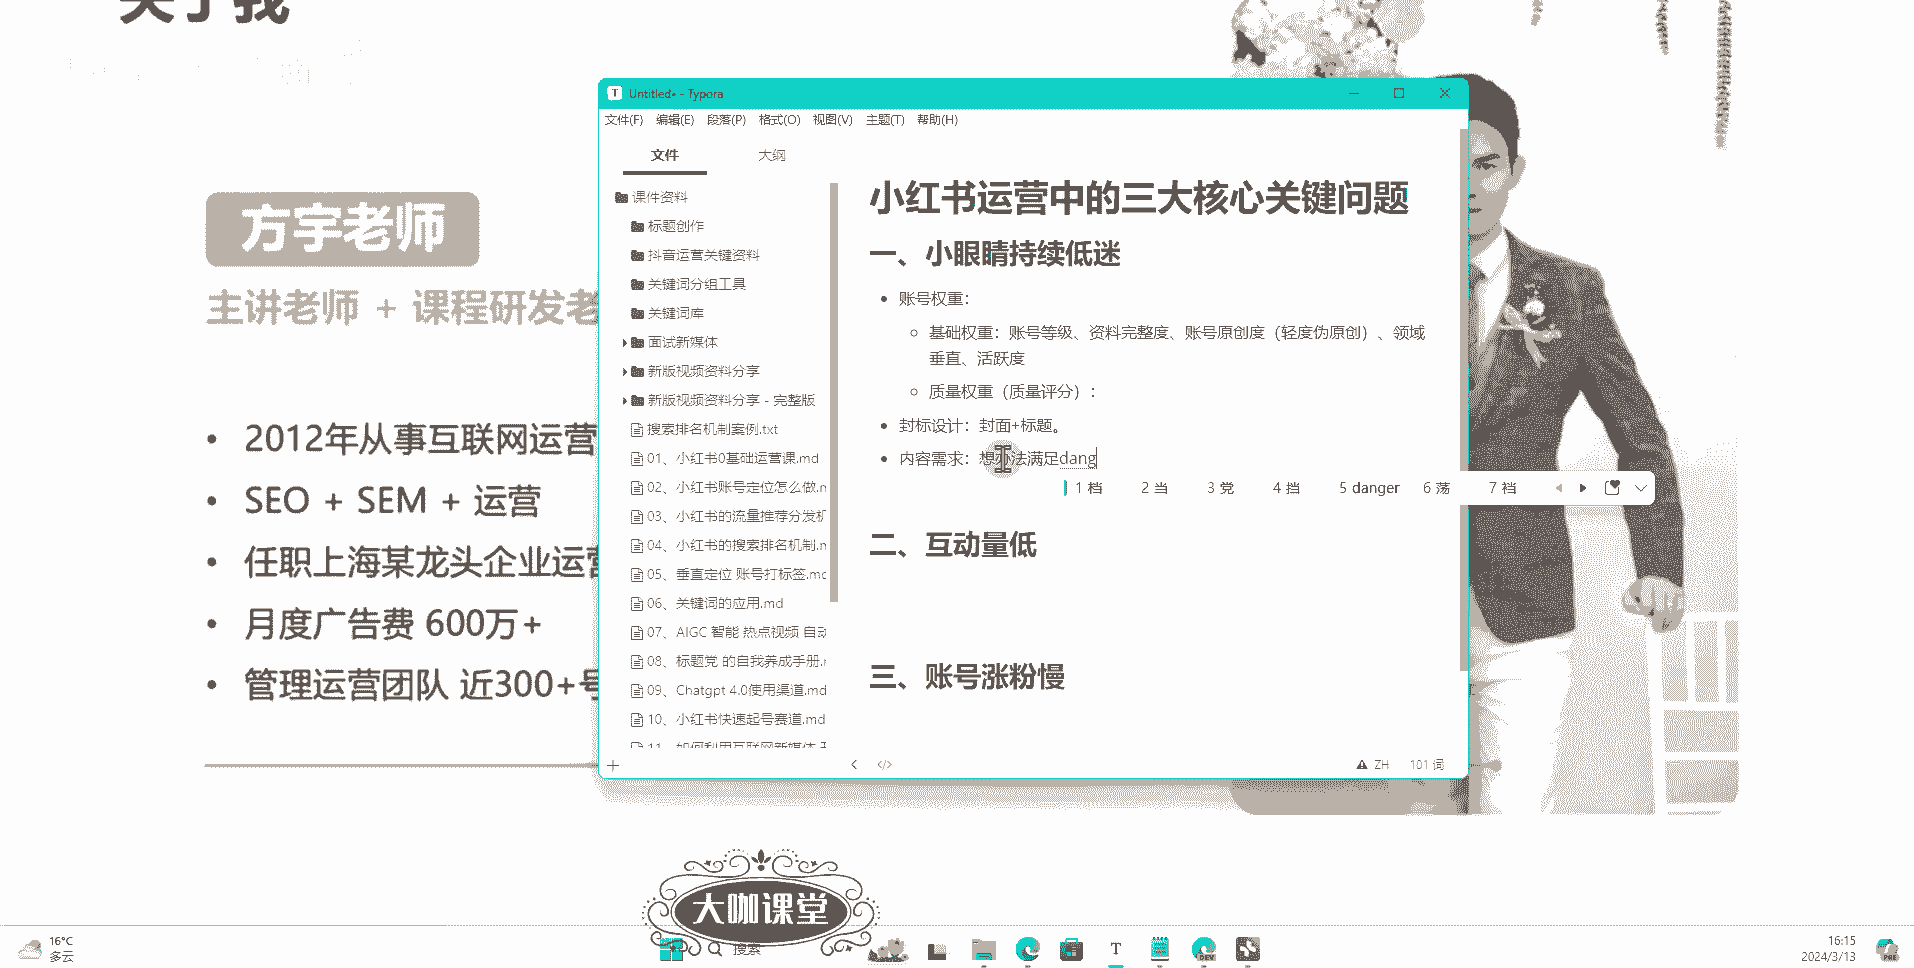 关于我
方宇老师
主讲老师 + 课程研发老
• 2012年从事互联网运营
• SEO + SEM + 运营
• 任职上海某龙头企业运营
• 月度广告费 600万+
• 管理运营团队 近300+号
T Untitled• - Typora
文件(F) 编辑(E) 段落(P) 格式(O) 视图(V) 主题(T) 帮助(H)
文件 大纲
课件资料
标题创作
抖音运营关键资料
关键词分组工具
关键词库
面试新媒体
新版视频资料分享
新版视频资料分享 - 完整版
搜索排名机制案例.txt
01、小红书0基础运营课.md
02、小红书账号定位怎么做.m
03、小红书的流量推荐分发机
04、小红书的搜索排名机制.m
05、垂直定位 账号打标签.md
06、关键词的应用.md
07、AIGC 智能 热点视频 自动
08、标题党 的自我养成手册.
09、Chatgpt 4.0使用渠道.md
10、小红书快速起号赛道.md
11、如何利用互联网新媒体
小红书运营中的三大核心关键问题
一、小眼睛持续低迷
• 账号权重：
基础权重：账号等级、资料完整度、账号原创度（轻度伪原创）、领域
垂直、活跃度
质量权重（质量评分）：
• 封标设计：封面+标题。
• 内容需求：想办法满足dang
1 档 2 当 3 党 4 挡 5 danger 6 荡 7 裆
二、互动量低
三、账号涨粉慢
ZH 101 词
大咖课堂
16°C
多云
搜索
T
DEV
16:15
2024/3/13
PRE